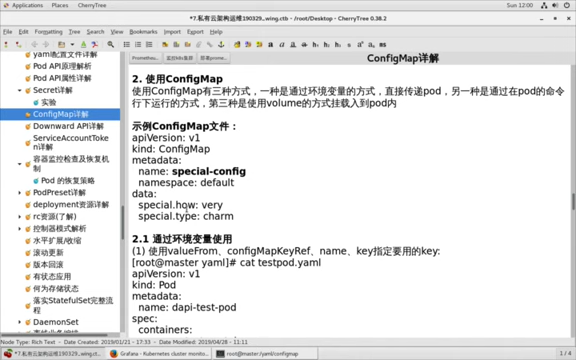 Applications Places CherryTree Sun 12:00
*7.私有云架构运维190329_wing.ctb - /root/Desktop - CherryTree 0.38.2
File Edit Formatting Tree Search View Bookmarks Import Export Help
yaml配置文件详解
Pod API原理解析
Pod API属性详解
Secret详解
实验
ConfigMap详解
Downward API详解
ServiceAccountToke
n详解
容器监控检查及恢复机
制
Pod 的恢复策略
PodPreset详解
deployment资源详解
rc资源(了解)
控制器模式解析
水平扩展/收缩
滚动更新
版本回滚
有状态应用
何为存储状态
落实StatefulSet完整流
程
DaemonSet
ConfigMap详解
2. 使用ConfigMap
使用ConfigMap有三种方式，一种是通过环境变量的方式，直接传递pod，另一种是通过在pod的命令
行下运行的方式，第三种是使用volume的方式挂载入到pod内
示例ConfigMap文件：
apiVersion: v1
kind: ConfigMap
metadata:
name: special-config
namespace: default
data:
special.how: very
special.type: charm
2.1 通过环境变量使用
(1) 使用valueFrom、configMapKeyRef、name、key指定要用的key:
[root@master yaml]# cat testpod.yaml
apiVersion: v1
kind: Pod
metadata:
name: dapi-test-pod
spec:
containers:
Node Type: Rich Text - Date Created: 2019/01/21 - 17:33 - Date Modified: 2019/04/28 - 11:11
*7.私有云架构运维190329_wing.ct...
Grafana - Kubernetes cluster monito...
root@master:/yaml/configmap
1 / 4